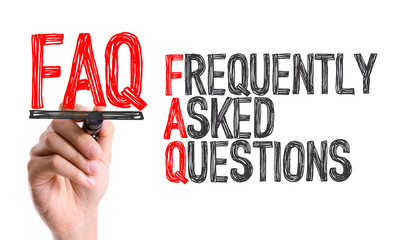 FAQ
FREQUENTLY
ASKED
QUESTIONS